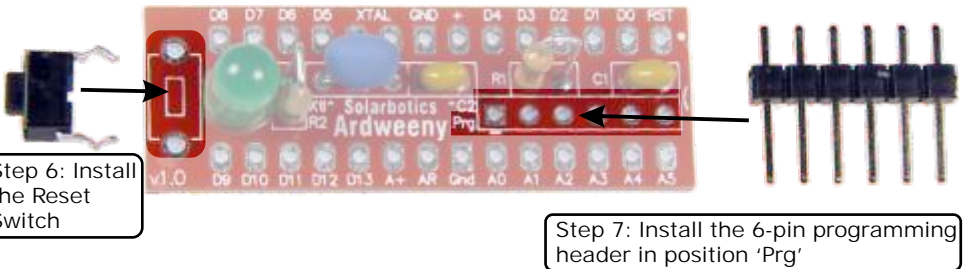 D8 D7 D6 D5 XTAL GND + D4 D3 D2 D1 D0 RST
R1 C1
Solarbotics C2
R2 Ardweeny Prg
v1.0 D9 D10 D11 D12 D13 A+ AR Gnd A0 A1 A2 A3 A4 A5
Step 6: Install
the Reset
Switch
Step 7: Install the 6-pin programming
header in position ‘Prg’